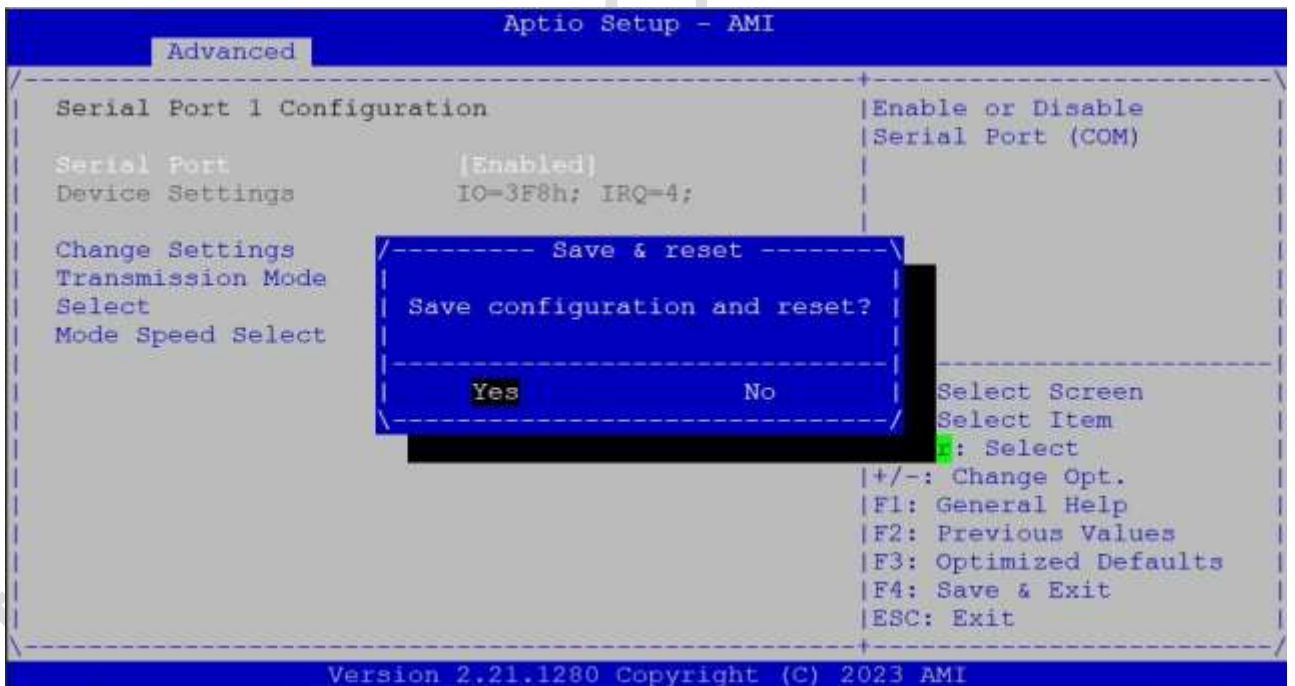 Aptio Setup - AMI
Advanced
Serial Port 1 Configuration
Enable or Disable
Serial Port (COM)
Serial Port [Enabled]
Device Settings IO=3F8h; IRQ=4;
Change Settings
Transmission Mode
Select
Mode Speed Select
Save & reset
Save configuration and reset?
Yes No
Select Screen
Select Item
r: Select
+/-: Change Opt.
F1: General Help
F2: Previous Values
F3: Optimized Defaults
F4: Save & Exit
ESC: Exit
Version 2.21.1280 Copyright (C) 2023 AMI